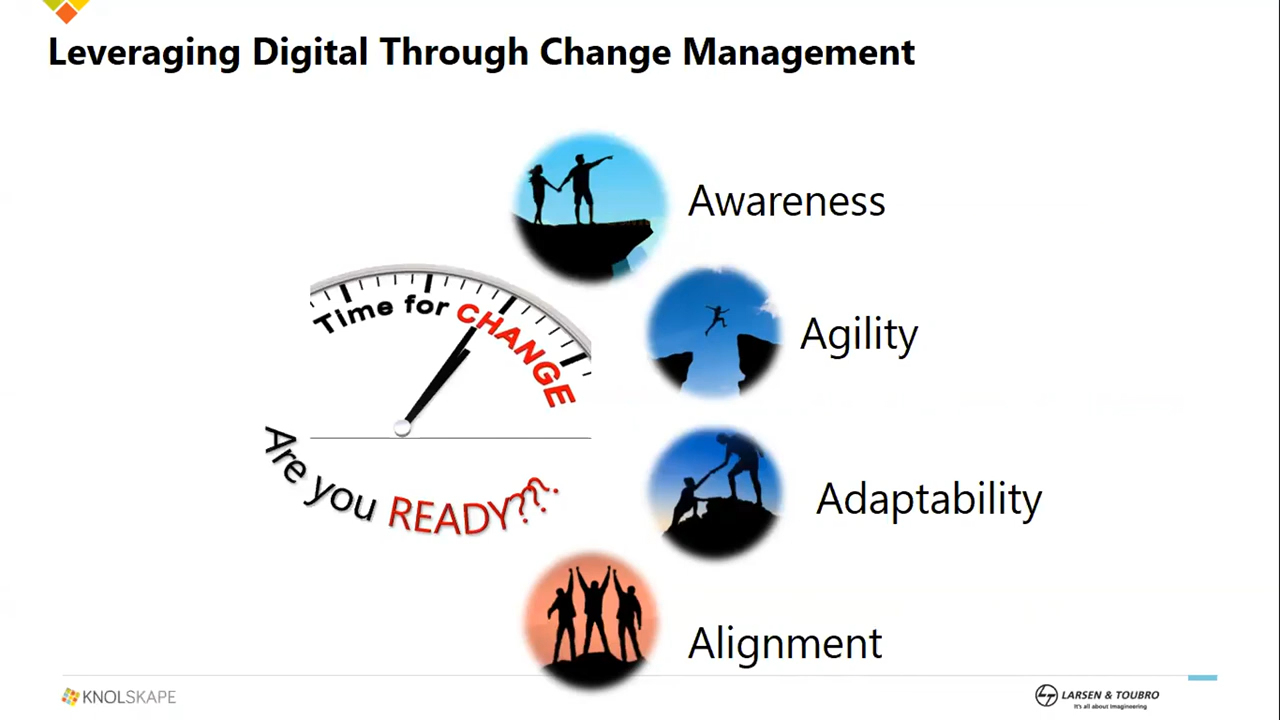 Leveraging Digital Through Change Management
Awareness
Time for CHANGE
Agility
Are you READY???.
Adaptability
Alignment
KNOLSKAPE
LARSEN & TOUBRO
It's all about Imagineering